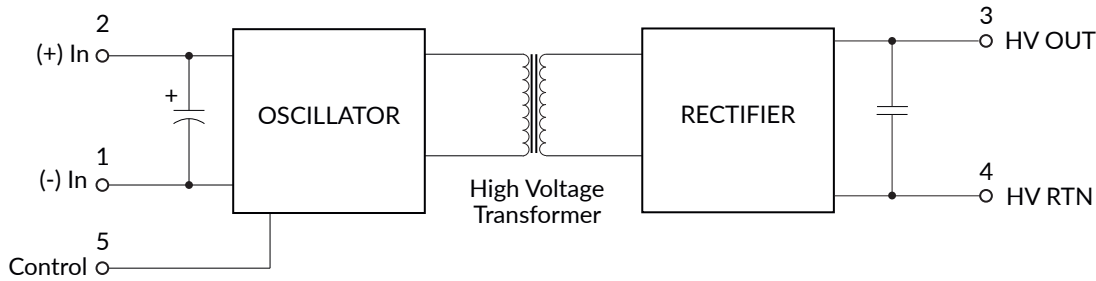 2
(+) In
+
1
(-) In
5
Control
OSCILLATOR
High Voltage
Transformer
RECTIFIER
3
HV OUT
4
HV RTN